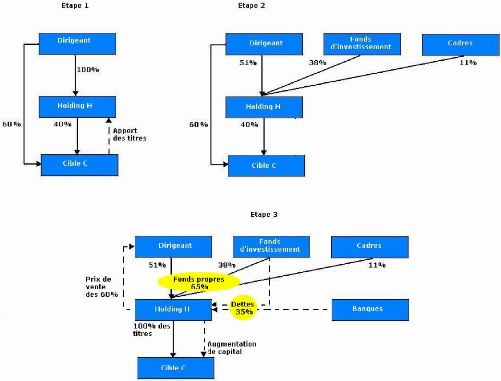 Etape 1
Dirigeant
100%
Holding H
60%
40%
Apport
des titres
Cible C
Etape 2
Dirigeant
Fonds
d'investissement
Cadres
51%
38%
11%
Holding H
60%
40%
Cible C
Etape 3
Dirigeant
Fonds
d'investissement
Cadres
51%
38%
11%
Fonds propres
65%
Prix de
vente
des 60%
Holding H
Dettes
35%
Banques
100% des
titres
Augmentation
de capital
Cible C